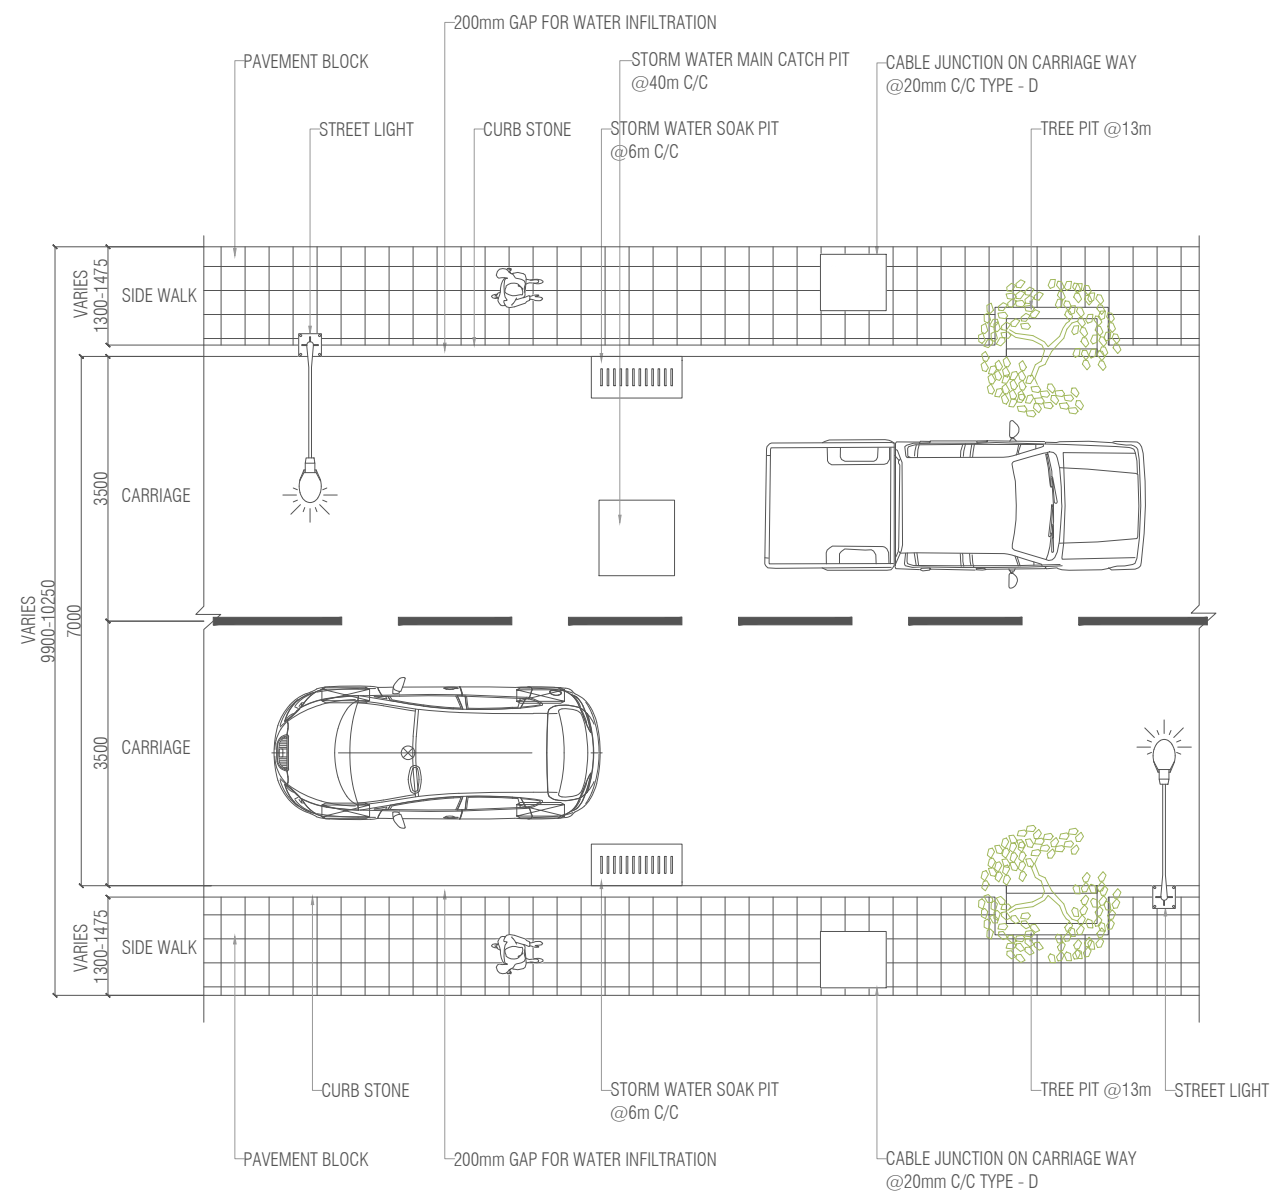 200mm GAP FOR WATER INFILTRATION
PAVEMENT BLOCK
STORM WATER MAIN CATCH PIT
@40m C/C
CABLE JUNCTION ON CARRIAGE WAY
@20mm C/C TYPE - D
STREET LIGHT
CURB STONE
STORM WATER SOAK PIT
@6m C/C
TREE PIT @13m
VARIES
1300-1475
SIDE WALK
3500
CARRIAGE
VARIES
9900-10250
7000
3500
CARRIAGE
VARIES
1300-1475
SIDE WALK
CURB STONE
STORM WATER SOAK PIT
@6m C/C
TREE PIT @13m
STREET LIGHT
PAVEMENT BLOCK
200mm GAP FOR WATER INFILTRATION
CABLE JUNCTION ON CARRIAGE WAY
@20mm C/C TYPE - D